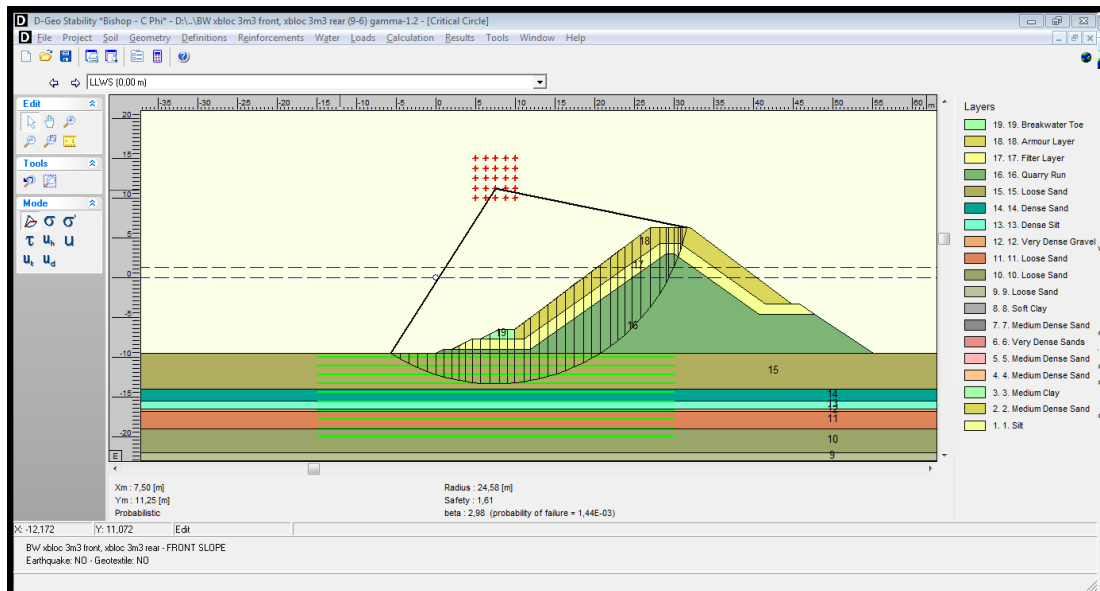 D-Geo Stability *Bishop - C Phi* - D:\..\BW xbloc 3m3 front, xbloc 3m3 rear (9-6) gamma-1.2 - [Critical Circle]
File Project Soil Geometry Definitions Reinforcements Water Loads Calculation Results Tools Window Help
LLWS (0,00 m)
Edit
Tools
Mode
τ uh u
ut ud
-35 -30 -25 -20 -15 -10 -5 0 5 10 15 20 25 30 35 40 45 50 55 60 m
20
15
10
5
0
-5
-10
-15
-20
E
18
17
19
16
15
14
13
12
11
10
9
Layers
19. 19. Breakwater Toe
18. 18. Armour Layer
17. 17. Filter Layer
16. 16. Quarry Run
15. 15. Loose Sand
14. 14. Dense Sand
13. 13. Dense Silt
12. 12. Very Dense Gravel
11. 11. Loose Sand
10. 10. Loose Sand
9. 9. Loose Sand
8. 8. Soft Clay
7. 7. Medium Dense Sand
6. 6. Very Dense Sands
5. 5. Medium Dense Sand
4. 4. Medium Dense Sand
3. 3. Medium Clay
2. 2. Medium Dense Sand
1. 1. Silt
Xm : 7,50 [m] Radius : 24,58 [m]
Ym : 11,25 [m] Safety : 1,61
Probabilistic beta : 2,98 (probability of failure = 1,44E-03)
X: -12,172 Y: 11,072 Edit
BW xbloc 3m3 front, xbloc 3m3 rear - FRONT SLOPE
Earthquake: NO - Geotextile: NO